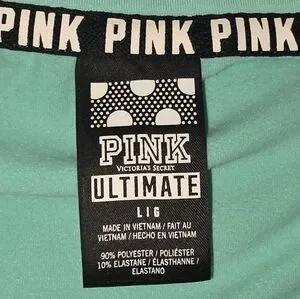 PINK PINK PINK
PINK
VICTORIA'S SECRET
ULTIMATE
L I G
MADE IN VIETNAM / FAIT AU
VIETNAM / HECHO EN VIETNAM
90% POLYESTER / POLIÉSTER
10% ELASTANE / ÉLASTHANNE /
ELASTANO